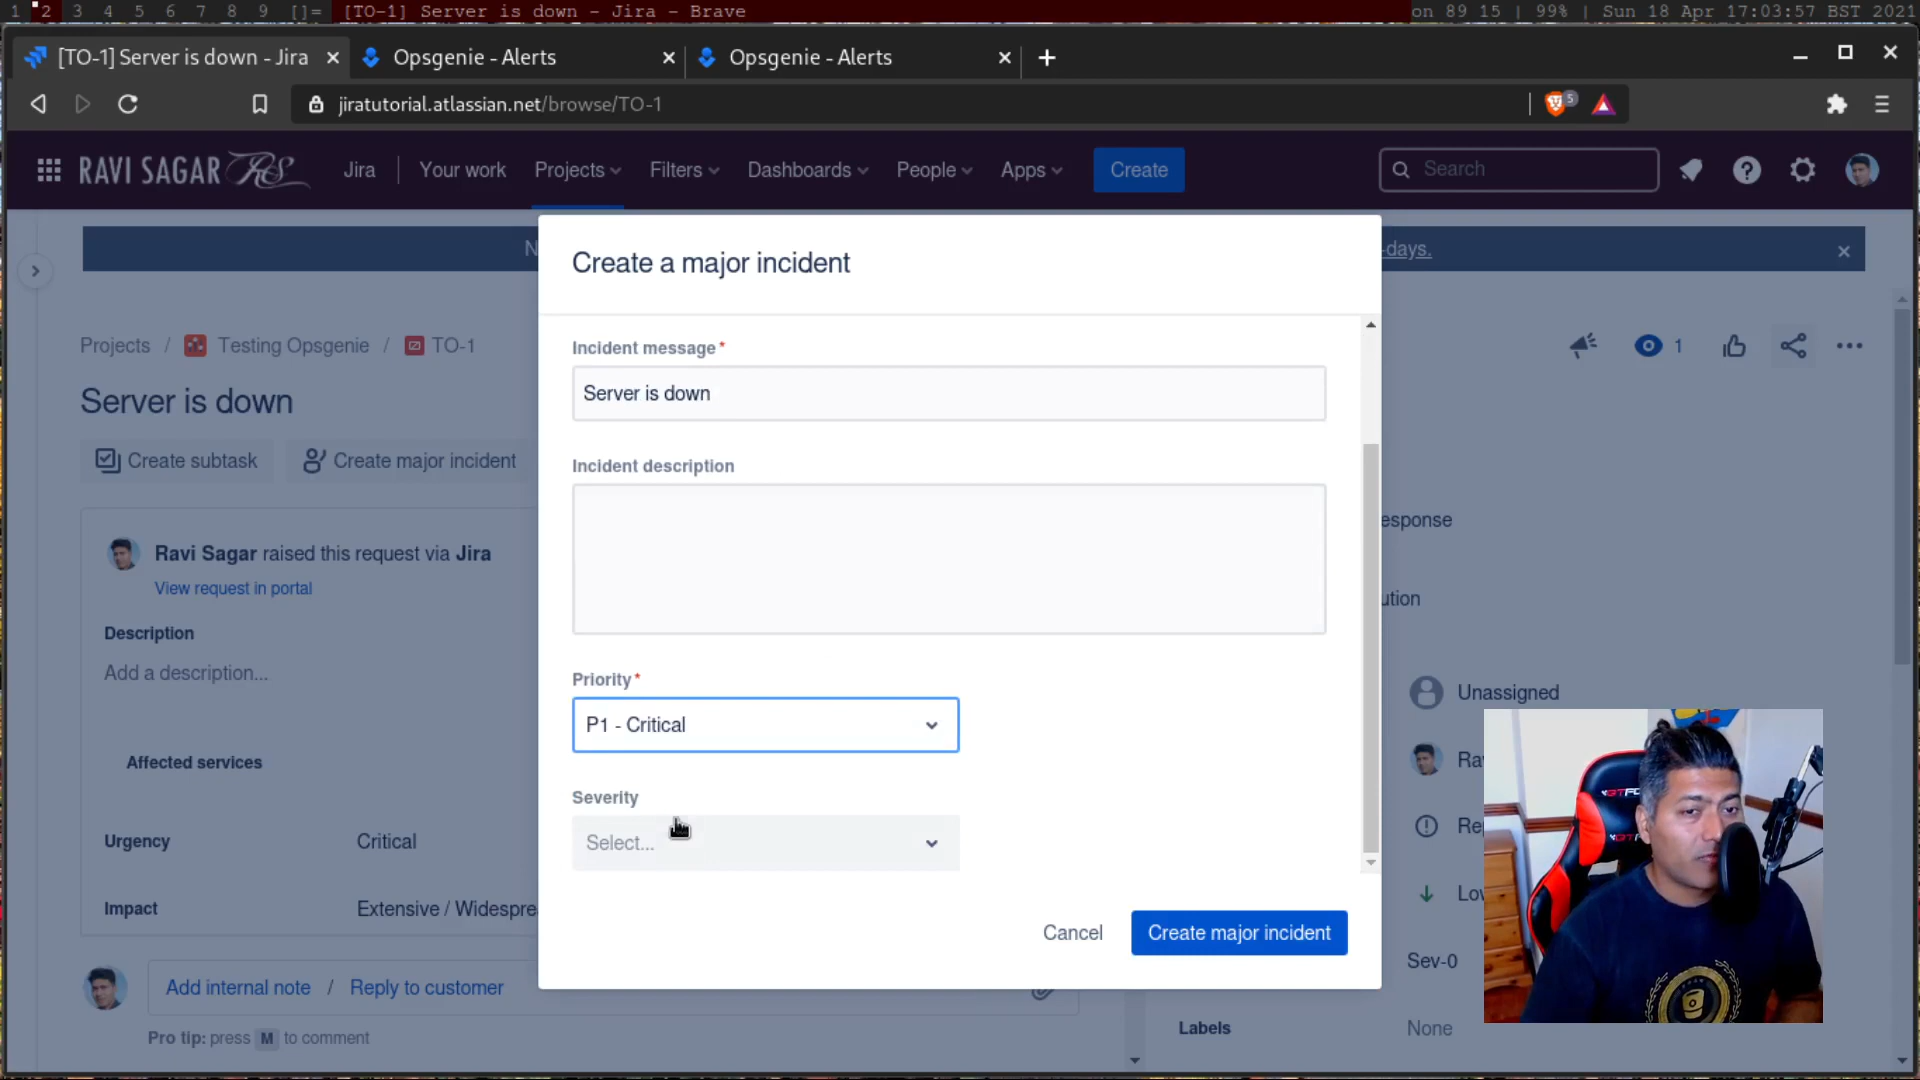 1 2 3 4 5 6 7 8 9 []= [TO-1] Server is down - Jira - Brave
on 89 15 | 99% | Sun 18 Apr 17:03:57 BST 2021
[TO-1] Server is down - Jira
Opsgenie - Alerts
Opsgenie - Alerts
jiratutorial.atlassian.net/browse/TO-1
5
RAVI SAGAR RS
Jira
Your work
Projects
Filters
Dashboards
People
Apps
Create
Search
-days.
Create a major incident
Projects / Testing Opsgenie / TO-1
1
Server is down
Create subtask
Create major incident
Incident message*
Server is down
Incident description
Ravi Sagar raised this request via Jira
View request in portal
Description
Add a description...
Affected services
Urgency Critical
Impact Extensive / Widespre
Priority*
P1 - Critical
Severity
Select...
Cancel
Create major incident
esponse
ution
Unassigned
Ra
Re
Lo
Sev-0
Labels
None
Add internal note / Reply to customer
Pro tip: press M to comment